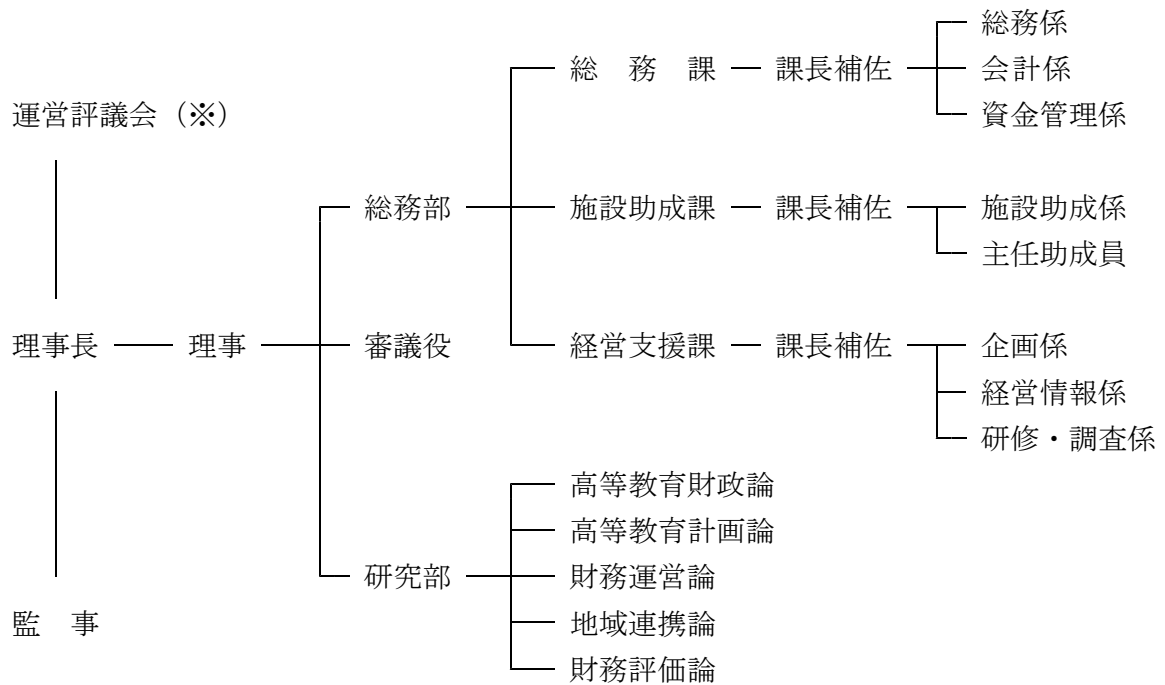 総務係
総　務　課
課長補佐
会計係
運営評議会（※）
資金管理係
総務部
施設助成課
課長補佐
施設助成係
主任助成員
理事長
理事
審議役
経営支援課
課長補佐
企画係
経営情報係
研修・調査係
高等教育財政論
高等教育計画論
研究部
財務運営論
監　事
地域連携論
財務評価論